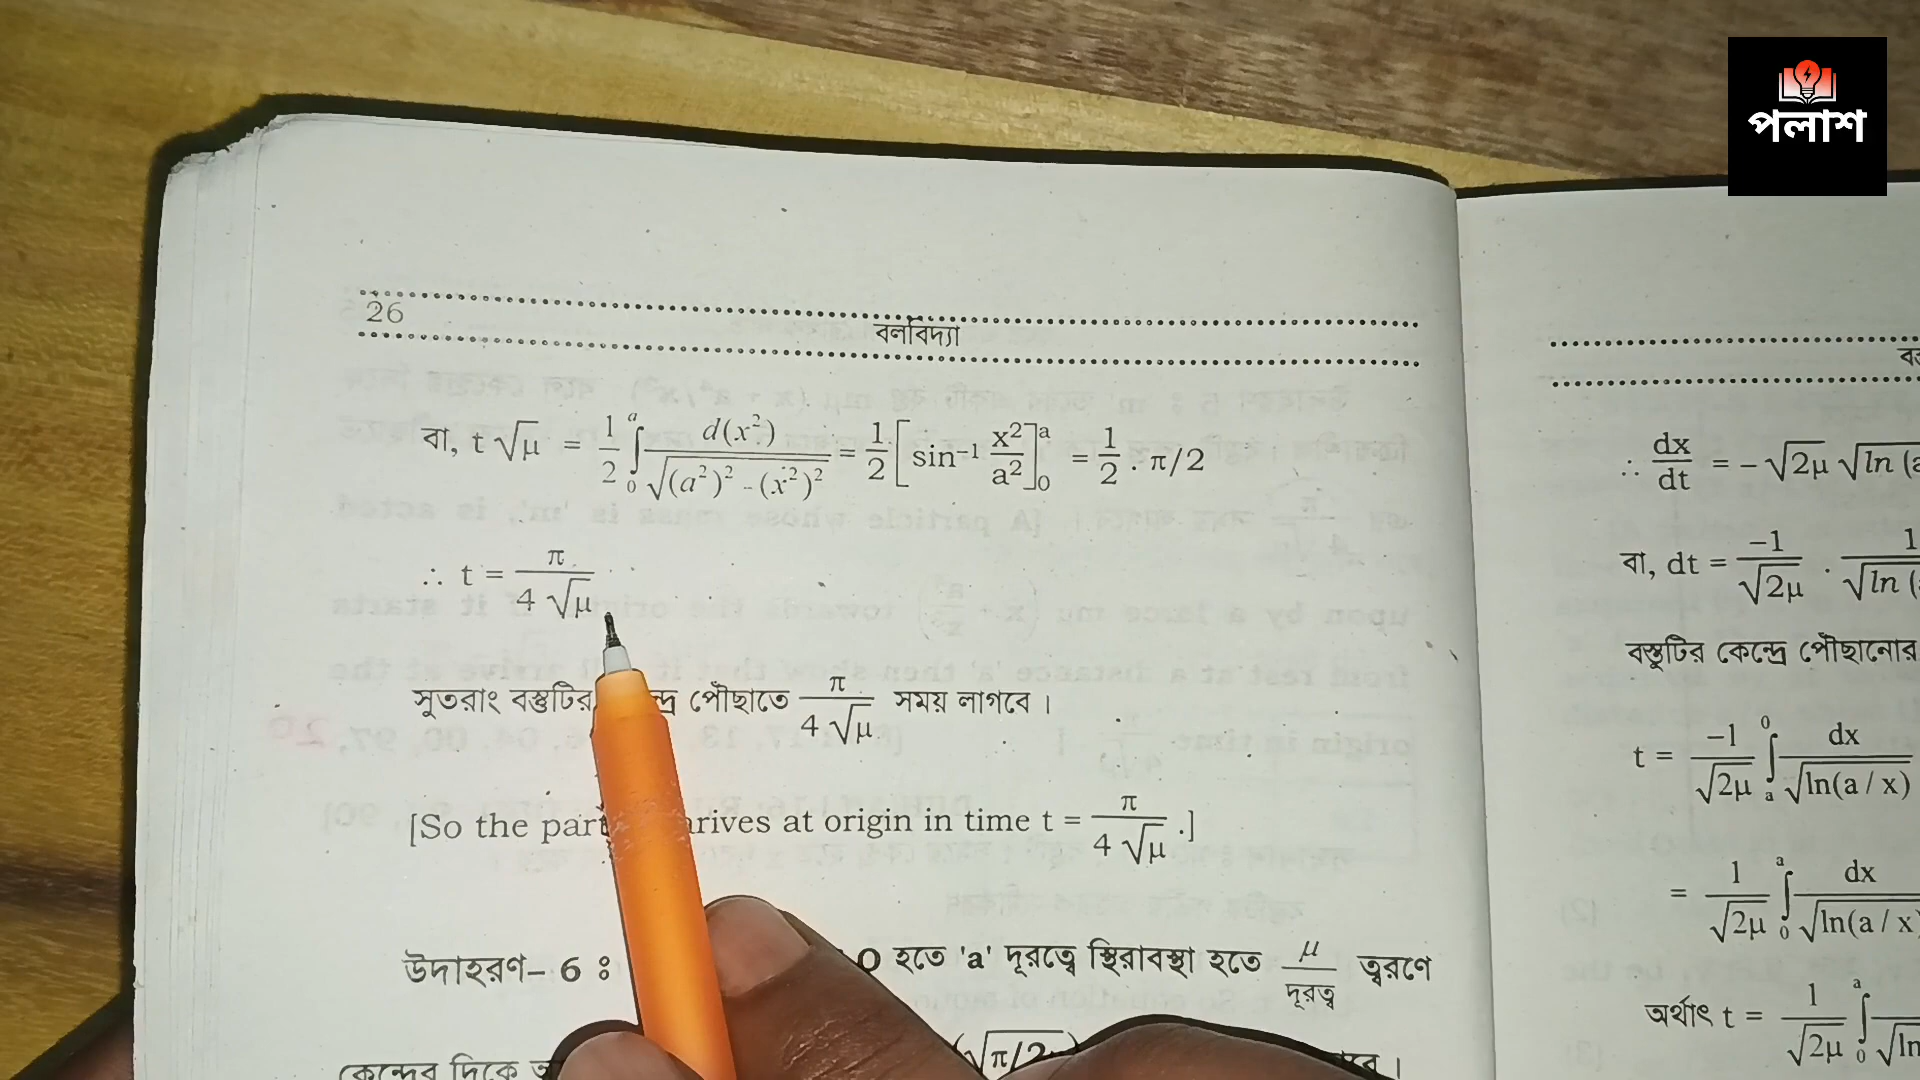 পলাশ
26
বলবিদ্যা
বা, t √μ = 1/2 ∫₀ᵃ d(x²)/√((a²)² - (x²)²) = 1/2 [sin⁻¹ x²/a²]₀ᵃ = 1/2 . π/2
∴ t = π/(4 √μ)
সুতরাং বস্তুটির পৌঁছাতে π/(4 √μ) সময় লাগবে ।
[So the arrives at origin in time t = π/(4 √μ) .]
উদাহরণ– 6 ঃ O হতে 'a' দূরত্বে স্থিরাবস্থা হতে μ/দূরত্ব ত্বরণে
কেন্দ্রের দিকে
∴ dx/dt = – √2μ √ln
বা, dt = –1/√2μ .
বস্তুটির কেন্দ্রে পৌঁছানোর
t = –1/√2μ ∫ₐ⁰ dx/√ln(a / x)
= 1/√2μ ∫₀ᵃ dx/√ln(a / x)
অর্থাৎ t = 1/√2μ ∫₀ᵃ